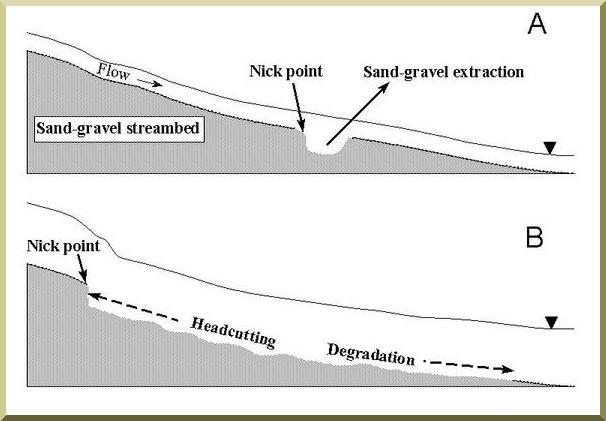 A
Flow
Nick point
Sand-gravel extraction
Sand-gravel streambed
B
Nick point
Headcutting
Degradation